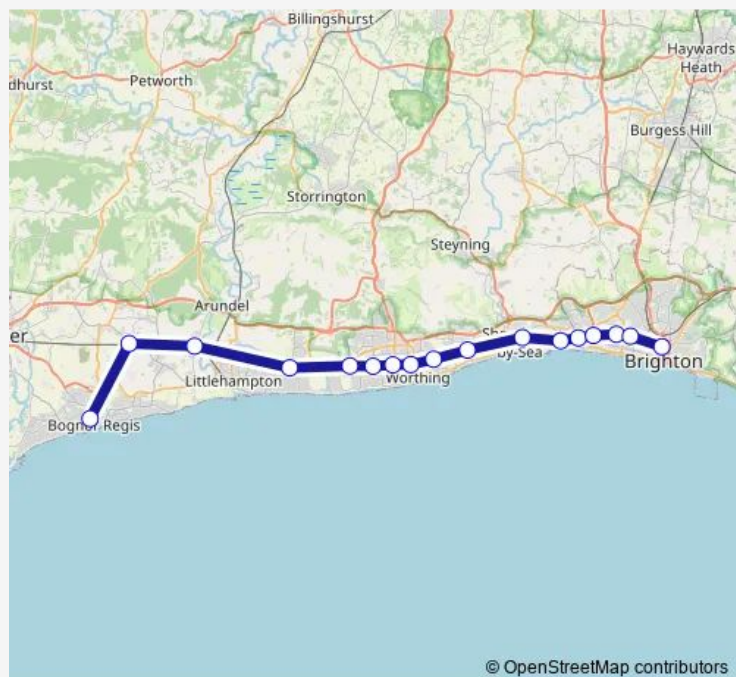 Billingshurst
Haywards
Heath
dhurst
Petworth
Burgess Hill
Storrington
Steyning
Arundel
er
Sh
by-Sea
Brighton
Littlehampton
Worthing
Bognor Regis
© OpenStreetMap contributors